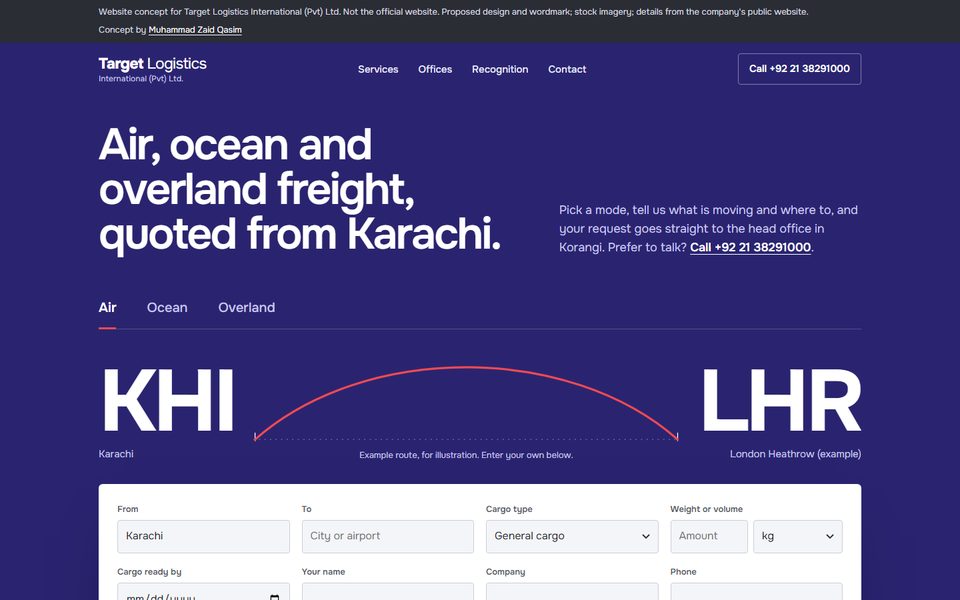 Website concept for Target Logistics International (Pvt) Ltd. Not the official website. Proposed design and wordmark; stock imagery; details from the company's public website.
Concept by Muhammad Zaid Qasim
Target Logistics
International (Pvt) Ltd.
Services Offices Recognition Contact
Call +92 21 38291000
Air, ocean and
overland freight,
quoted from Karachi.
Pick a mode, tell us what is moving and where to, and
your request goes straight to the head office in
Korangi. Prefer to talk? Call +92 21 38291000.
Air Ocean Overland
KHI LHR
Karachi Example route, for illustration. Enter your own below. London Heathrow (example)
From To Cargo type Weight or volume
Karachi City or airport General cargo Amount kg
Cargo ready by Your name Company Phone
mm/dd/yyyy